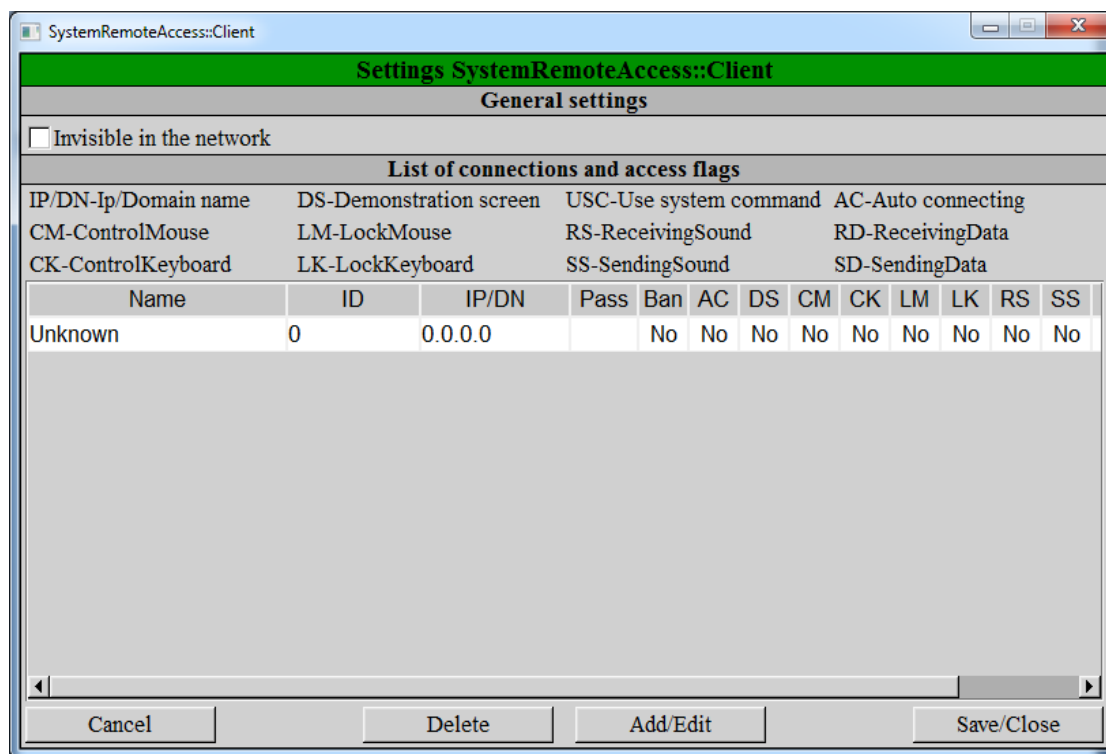 SystemRemoteAccess::Client
Settings SystemRemoteAccess::Client
General settings
Invisible in the network
List of connections and access flags
IP/DN-Ip/Domain name DS-Demonstration screen USC-Use system command AC-Auto connecting
CM-ControlMouse LM-LockMouse RS-ReceivingSound RD-ReceivingData
CK-ControlKeyboard LK-LockKeyboard SS-SendingSound SD-SendingData
Name ID IP/DN Pass Ban AC DS CM CK LM LK RS SS
Unknown 0 0.0.0.0 No No No No No No No No No
Cancel Delete Add/Edit Save/Close